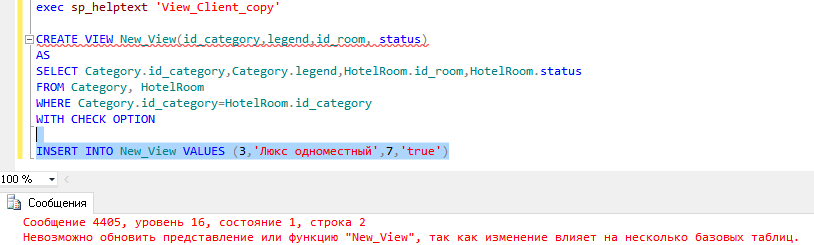 exec sp_helptext 'View_Client_copy'
CREATE VIEW New_View(id_category,legend,id_room, status)
AS
SELECT Category.id_category,Category.legend,HotelRoom.id_room,HotelRoom.status
FROM Category, HotelRoom
WHERE Category.id_category=HotelRoom.id_category
WITH CHECK OPTION
INSERT INTO New_View VALUES (3,'Люкс одноместный',7,'true')
100 %
Сообщения
Сообщение 4405, уровень 16, состояние 1, строка 2
Невозможно обновить представление или функцию "New_View", так как изменение влияет на несколько базовых таблиц.